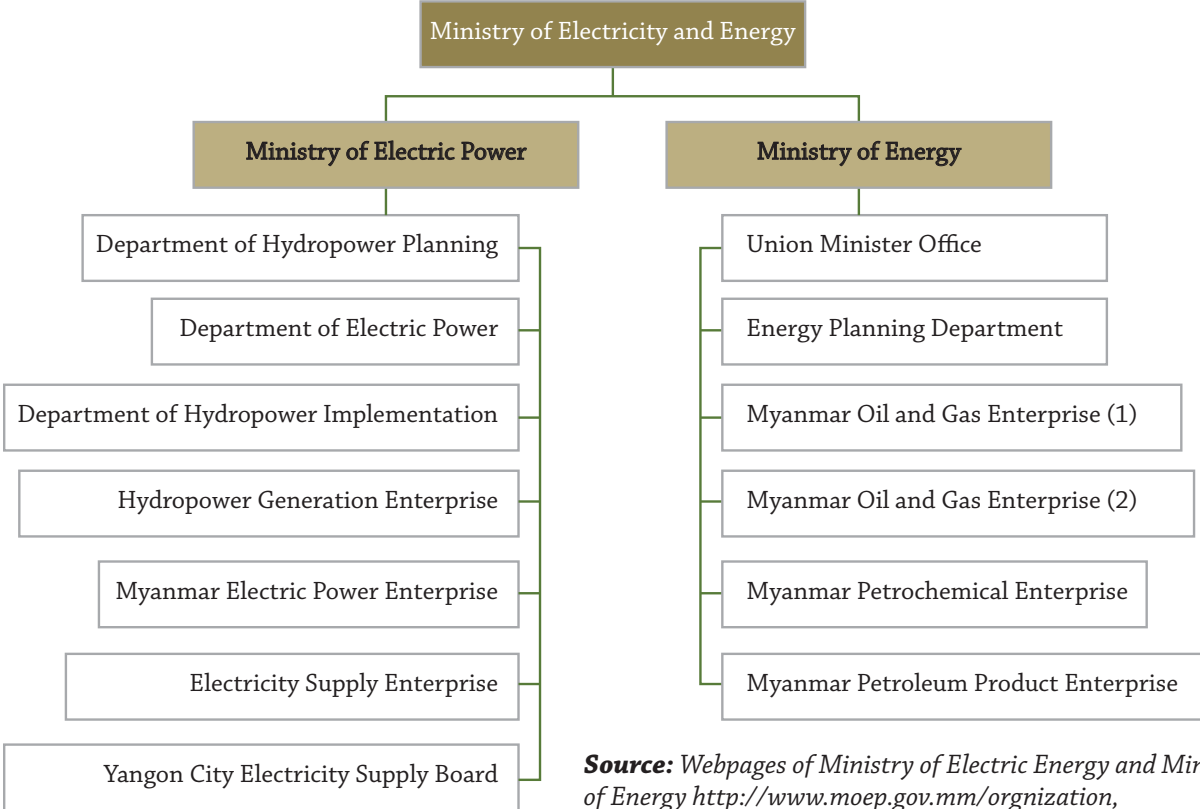 Ministry of Electricity and Energy
Ministry of Electric Power
Department of Hydropower Planning
Department of Electric Power
Department of Hydropower Implementation
Hydropower Generation Enterprise
Myanmar Electric Power Enterprise
Electricity Supply Enterprise
Yangon City Electricity Supply Board
Ministry of Energy
Union Minister Office
Energy Planning Department
Myanmar Oil and Gas Enterprise (1)
Myanmar Oil and Gas Enterprise (2)
Myanmar Petrochemical Enterprise
Myanmar Petroleum Product Enterprise
Source: Webpages of Ministry of Electric Energy and
of Energy http://www.moep.gov.mm/orgnization,